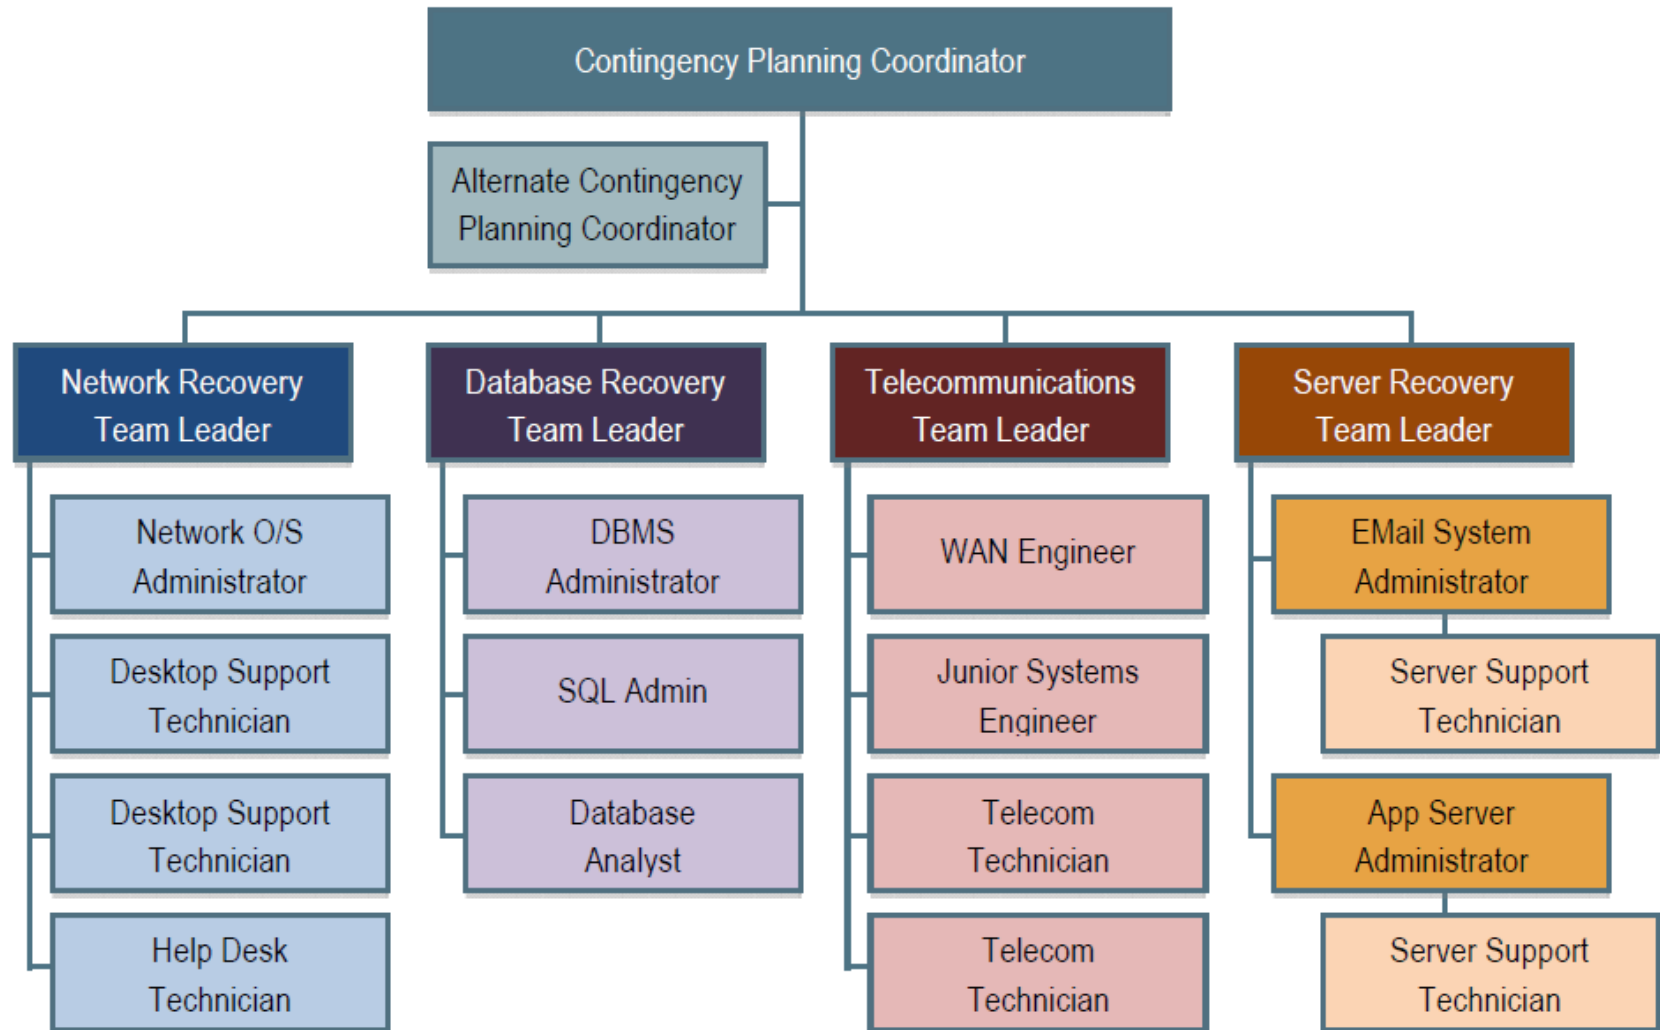 Contingency Planning Coordinator
Alternate Contingency
Planning Coordinator
Network Recovery
Team Leader
Network O/S
Administrator
Desktop Support
Technician
Desktop Support
Technician
Help Desk
Technician
Database Recovery
Team Leader
DBMS
Administrator
SQL Admin
Database
Analyst
Telecommunications
Team Leader
WAN Engineer
Junior Systems
Engineer
Telecom
Technician
Telecom
Technician
Server Recovery
Team Leader
EMail System
Administrator
Server Support
Technician
App Server
Administrator
Server Support
Technician